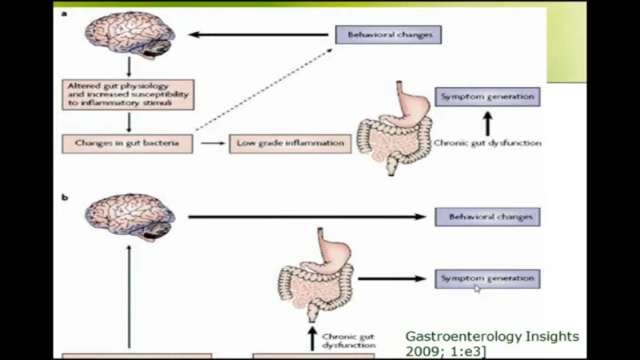 a
Behavioral changes
Altered gut physiology
and increased susceptibility
to inflammatory stimuli
Symptom generation
Changes in gut bacteria
Low grade inflammation
Chronic gut dysfunction
b
Behavioral changes
Symptom generation
Chronic gut
dysfunction
Gastroenterology Insights
2009; 1:e3]